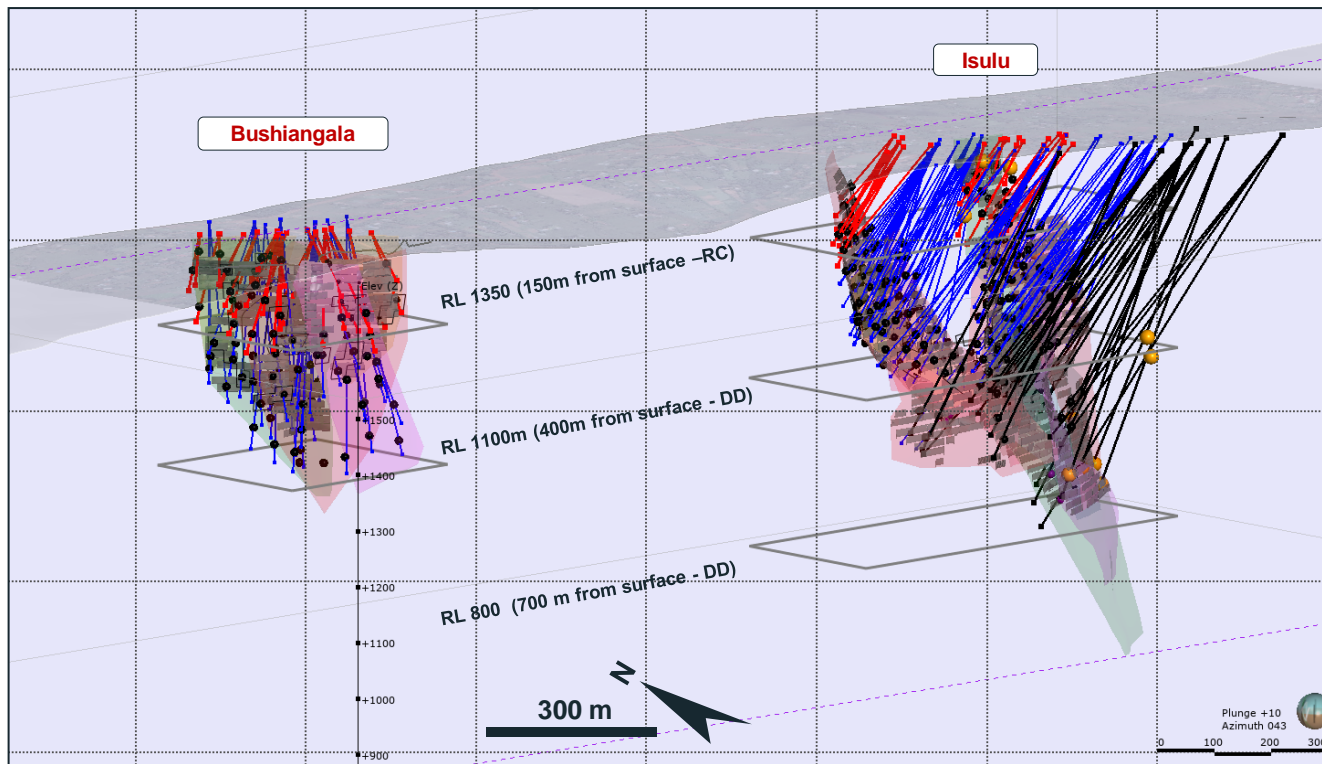 Isulu
Bushiangala
RL 1350 (150m from surface –RC)
Elev (Z)
RL 1100m (400m from surface - DD)
+1500
+1400
+1300
RL 800 (700 m from surface - DD)
+1200
+1100
+1000
+900
N
300 m
Plunge +10
Azimuth 043
0 100 200 300